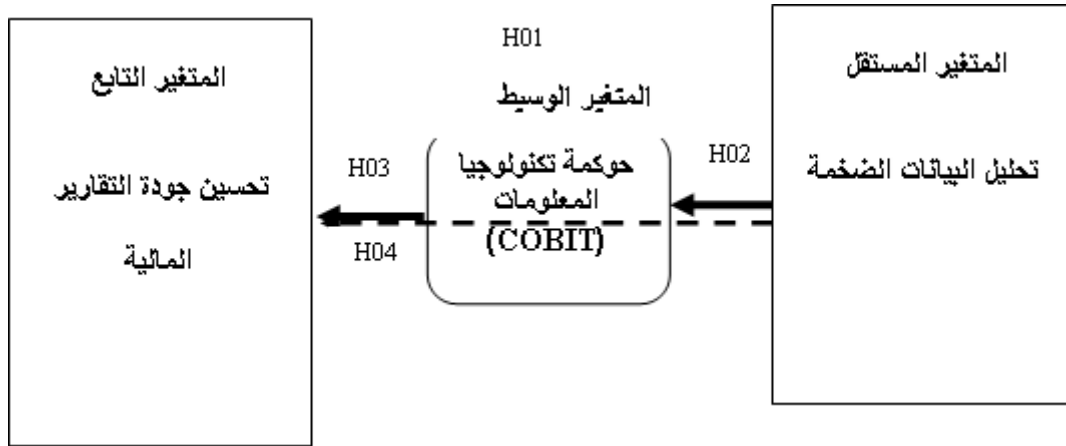 H01
المتغير المستقل
تحليل البيانات الضخمة
H02
المتغير الوسيط
حوكمة تكنولوجيا
المعلومات
(COBIT)
H03
H04
المتغير التابع
تحسين جودة التقارير
المالية